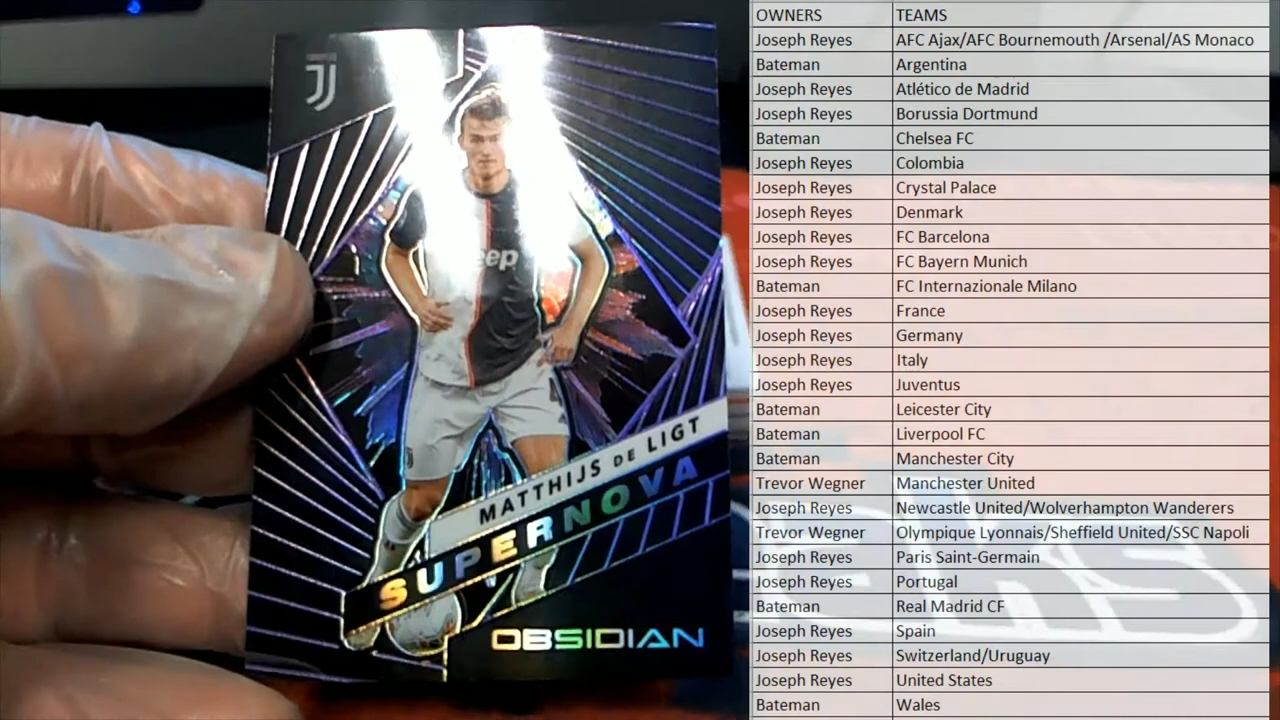 eep
MATTHIJS DE LIGT
SUPERNOVA
OBSIDIAN
OWNERS TEAMS
Joseph Reyes AFC Ajax/AFC Bournemouth /Arsenal/AS Monaco
Bateman Argentina
Joseph Reyes Atlético de Madrid
Joseph Reyes Borussia Dortmund
Bateman Chelsea FC
Joseph Reyes Colombia
Joseph Reyes Crystal Palace
Joseph Reyes Denmark
Joseph Reyes FC Barcelona
Joseph Reyes FC Bayern Munich
Bateman FC Internazionale Milano
Joseph Reyes France
Joseph Reyes Germany
Joseph Reyes Italy
Joseph Reyes Juventus
Bateman Leicester City
Bateman Liverpool FC
Bateman Manchester City
Trevor Wegner Manchester United
Joseph Reyes Newcastle United/Wolverhampton Wanderers
Trevor Wegner Olympique Lyonnais/Sheffield United/SSC Napoli
Joseph Reyes Paris Saint-Germain
Joseph Reyes Portugal
Bateman Real Madrid CF
Joseph Reyes Spain
Joseph Reyes Switzerland/Uruguay
Joseph Reyes United States
Bateman Wales